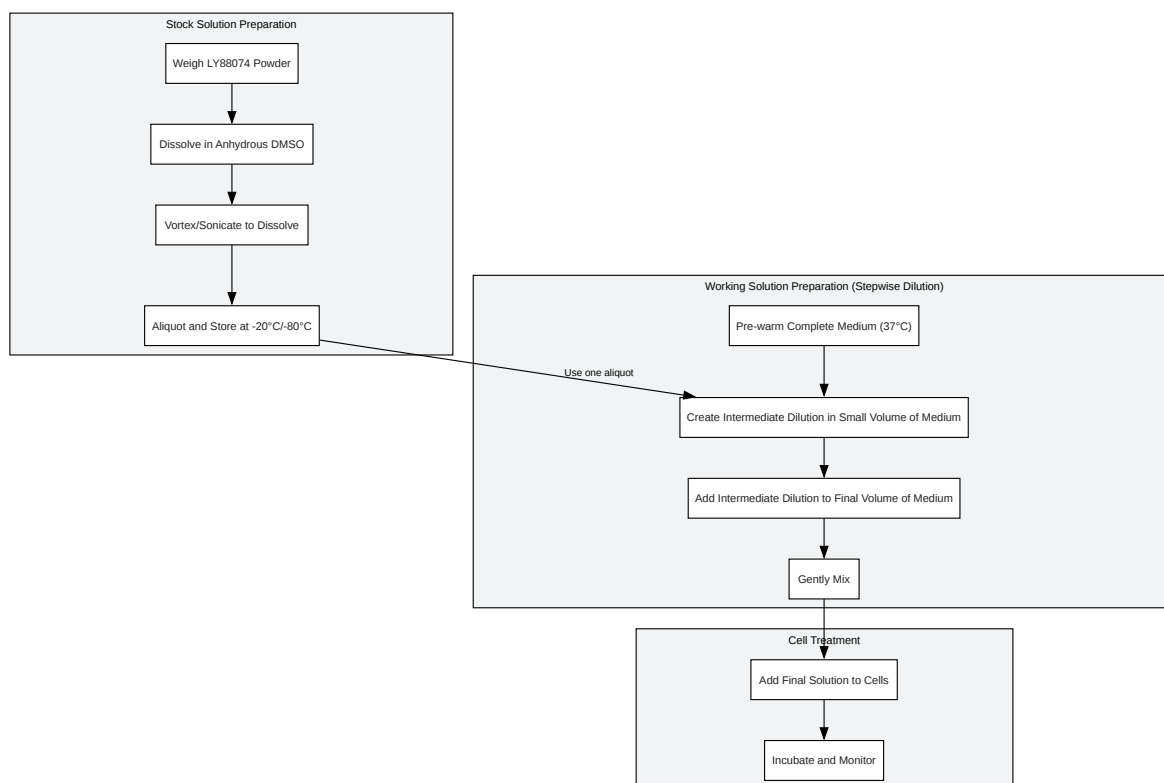 Stock Solution Preparation
Weigh LY88074 Powder
Dissolve in Anhydrous DMSO
Vortex/Sonicate to Dissolve
Aliquot and Store at -20°C/-80°C
Use one aliquot
Working Solution Preparation (Stepwise Dilution)
Pre-warm Complete Medium (37°C)
Create Intermediate Dilution in Small Volume of Medium
Add Intermediate Dilution to Final Volume of Medium
Gently Mix
Cell Treatment
Add Final Solution to Cells
Incubate and Monitor